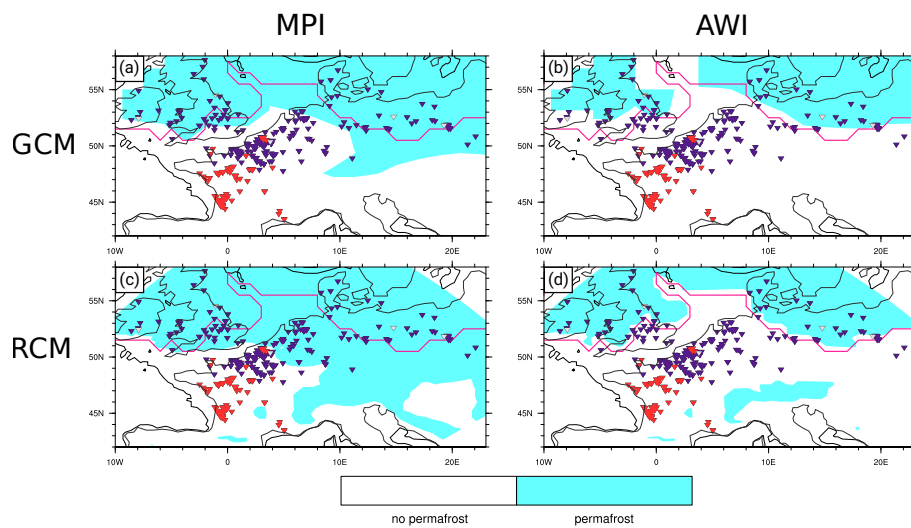 MPI AWI
GCM
(a) (b)
55N 55N
50N 50N
45N 45N
10W 0 10E 20E 10W 0 10E 20E
RCM
(c) (d)
55N 55N
50N 50N
45N 45N
10W 0 10E 20E 10W 0 10E 20E
no permafrost permafrost